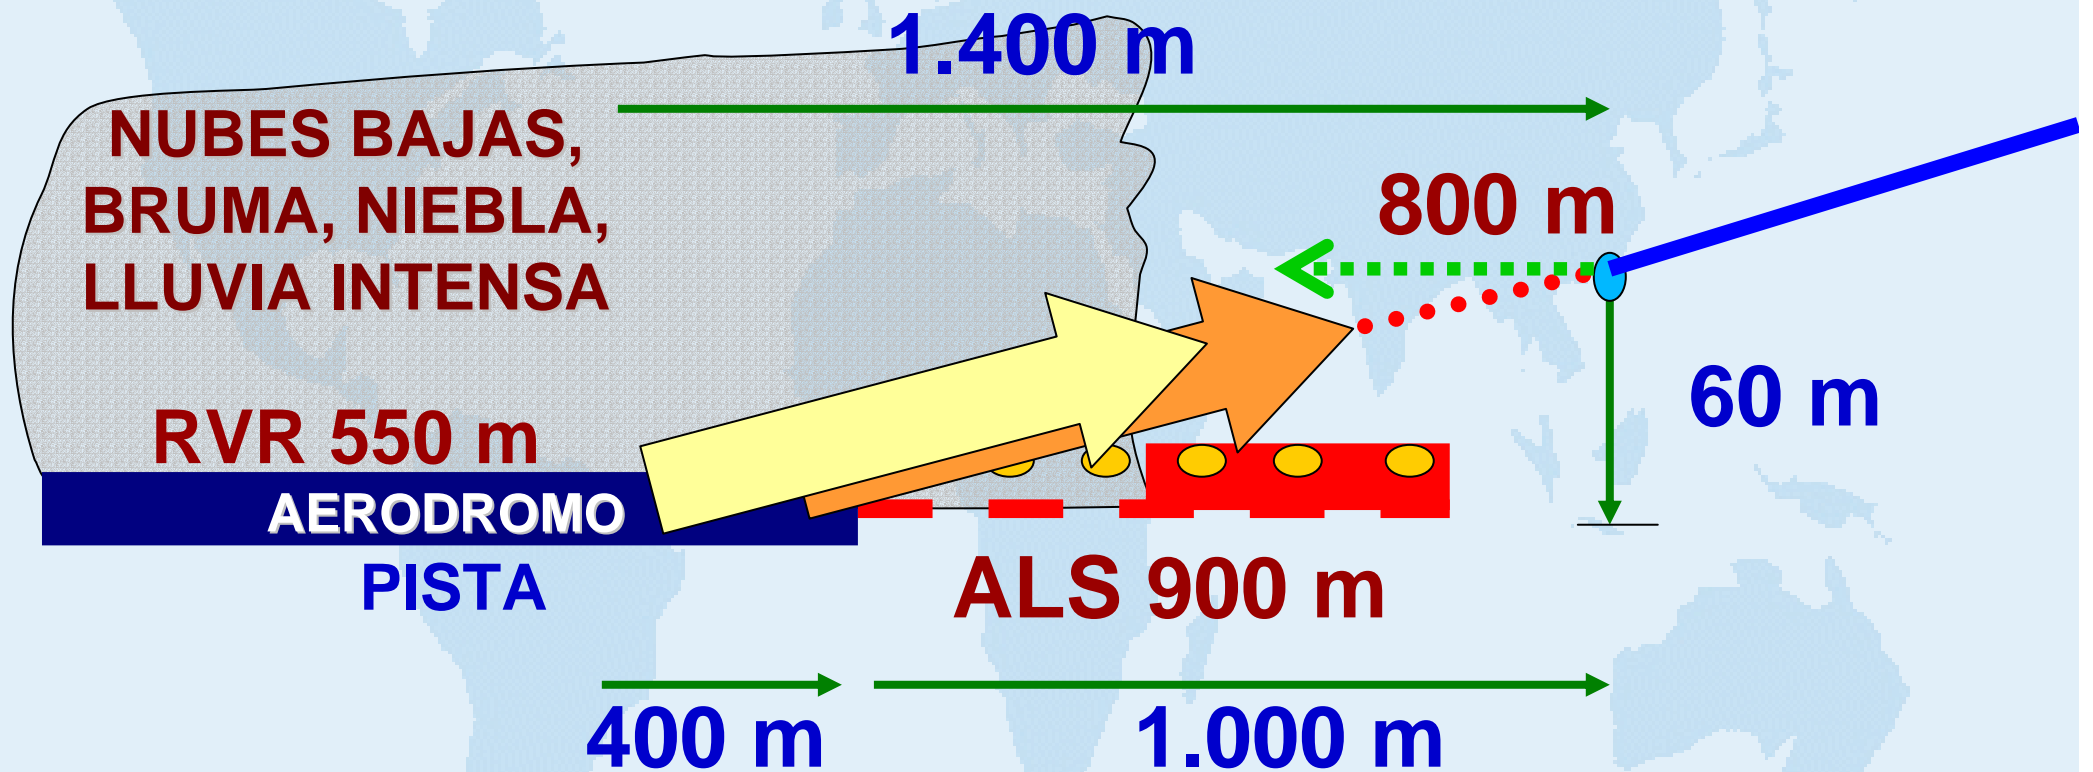 1.400 m
NUBES BAJAS,
BRUMA, NIEBLA,
LLUVIA INTENSA
800 m
60 m
RVR 550 m
AERODROMO
PISTA
ALS 900 m
400 m
1.000 m